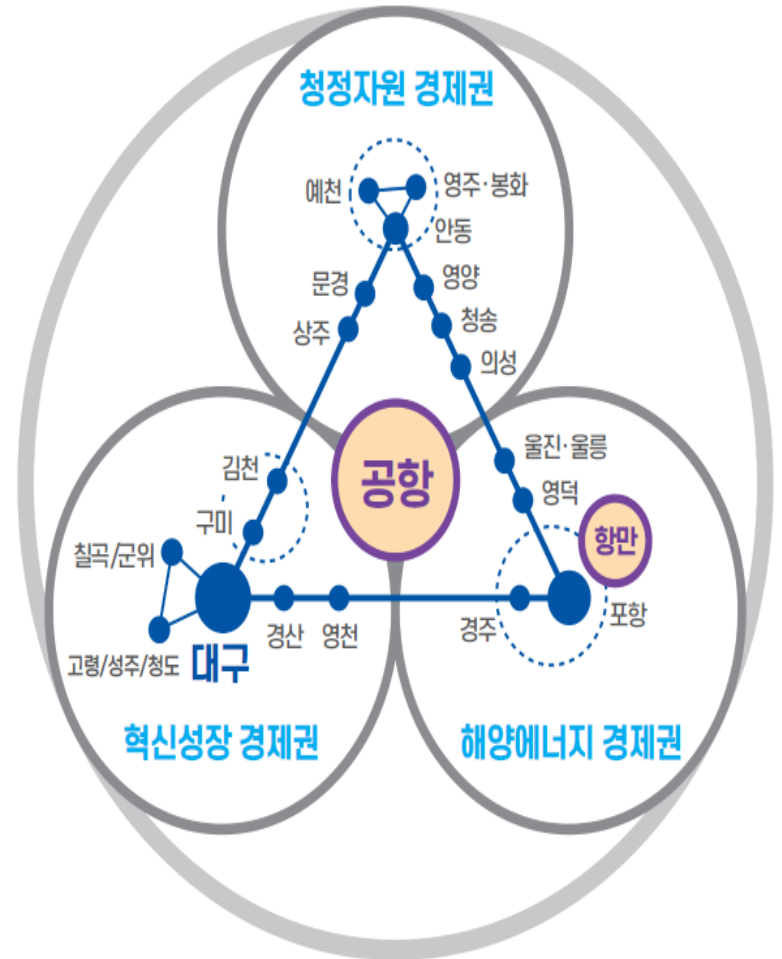 청정자원 경제권
예천
영주·봉화
안동
문경
영양
상주
청송
의성
공항
김천
울진·울릉
구미
영덕
항만
칠곡/군위
고령/성주/청도
대구
경산
영천
경주
포항
혁신성장 경제권
해양에너지 경제권